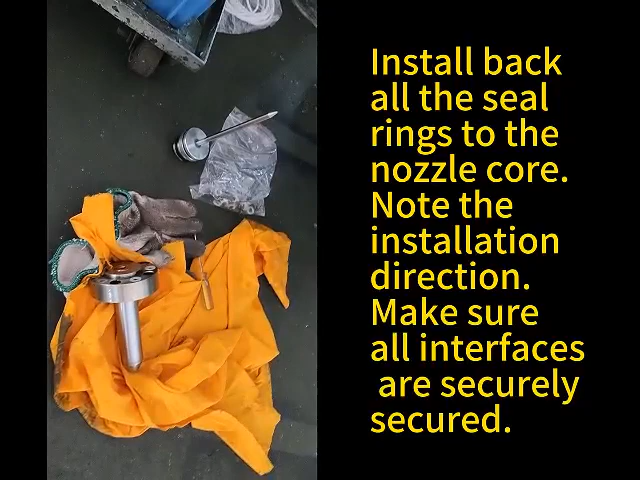 Install back
all the seal
rings to the
nozzle core.
Note the
installation
direction.
Make sure
all interfaces
are securely
secured.